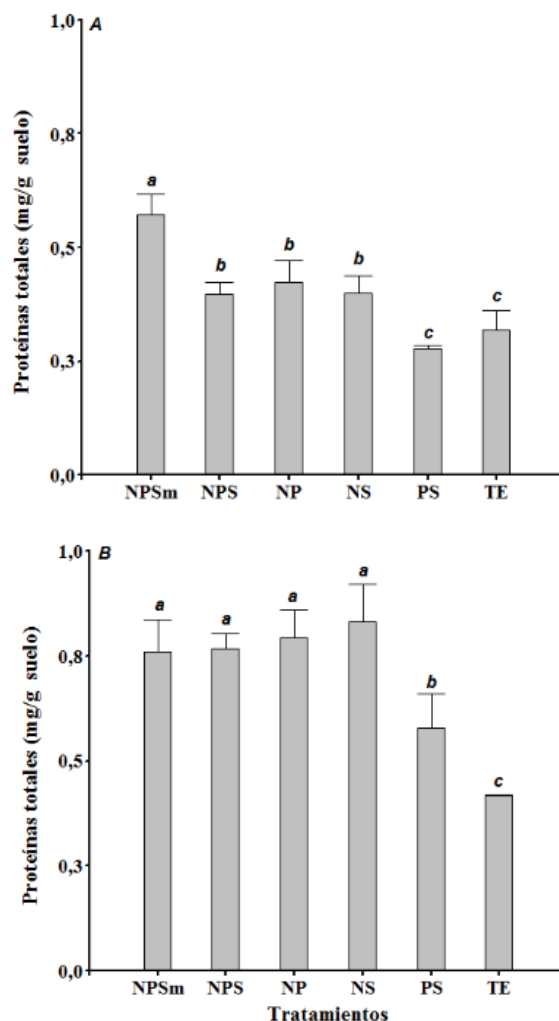 A
Proteínas totales (mg/g suelo)
1,0
0,8
0,5
0,3
0,0
a
b
b
b
c
c
NPSm NPS NP NS PS TE
B
Proteínas totales (mg/g suelo)
1,0
0,8
0,5
0,3
0,0
a
a
a
a
b
c
NPSm NPS NP NS PS TE
Tratamientos